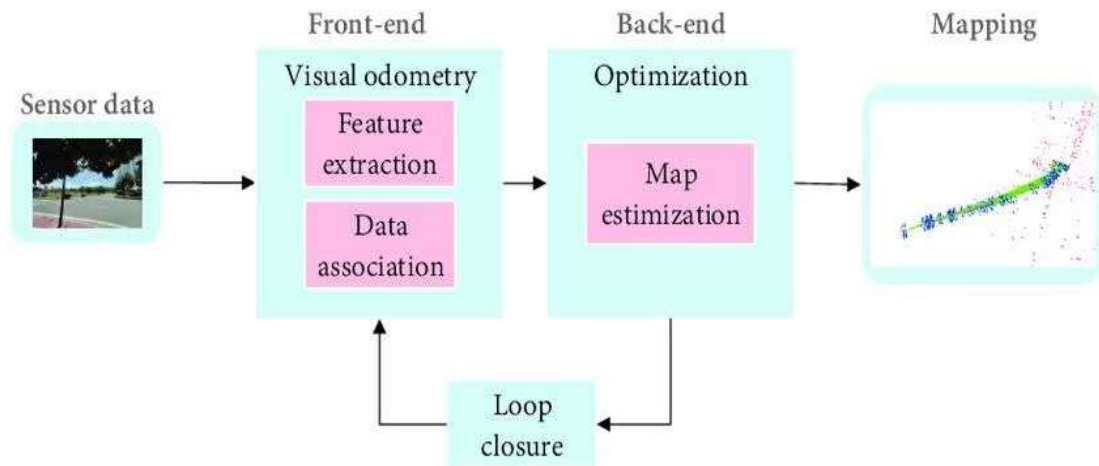 Front-end
Back-end
Mapping
Sensor data
Visual odometry
Feature
extraction
Data
association
Optimization
Map
estimization
Loop
closure